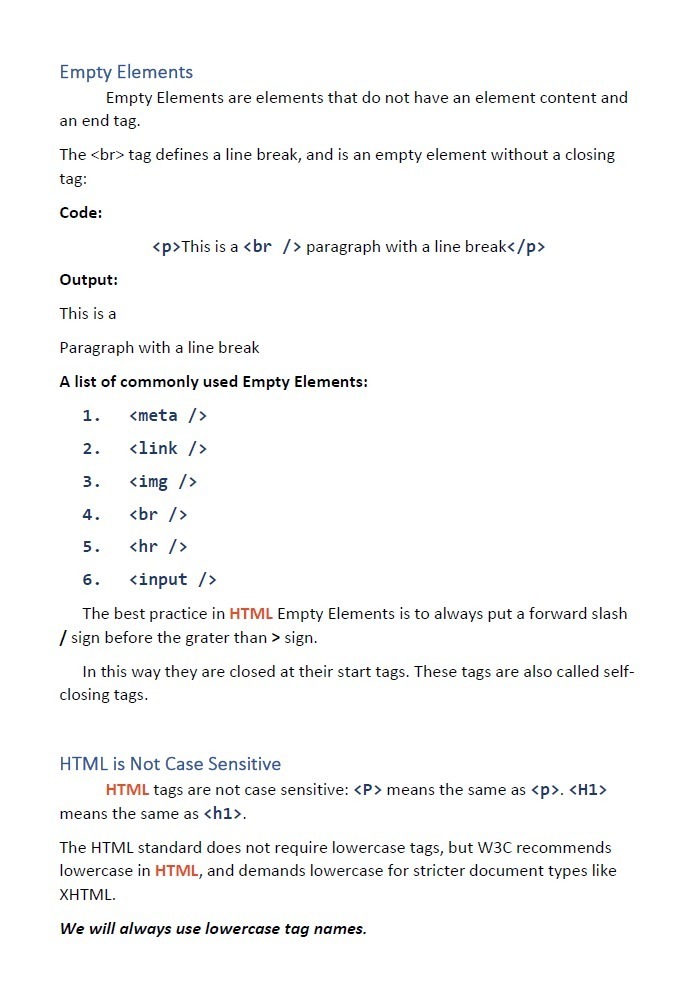 Empty Elements
Empty Elements are elements that do not have an element content and
an end tag.
The <br> tag defines a line break, and is an empty element without a closing
tag:
Code:
<p>This is a <br /> paragraph with a line break</p>
Output:
This is a
Paragraph with a line break
A list of commonly used Empty Elements:
1. <meta />
2. <link />
3. <img />
4. <br />
5. <hr />
6. <input />
The best practice in HTML Empty Elements is to always put a forward slash
/ sign before the grater than > sign.
In this way they are closed at their start tags. These tags are also called self-
closing tags.
HTML is Not Case Sensitive
HTML tags are not case sensitive: <P> means the same as <p>. <H1>
means the same as <h1>.
The HTML standard does not require lowercase tags, but W3C recommends
lowercase in HTML, and demands lowercase for stricter document types like
XHTML.
We will always use lowercase tag names.